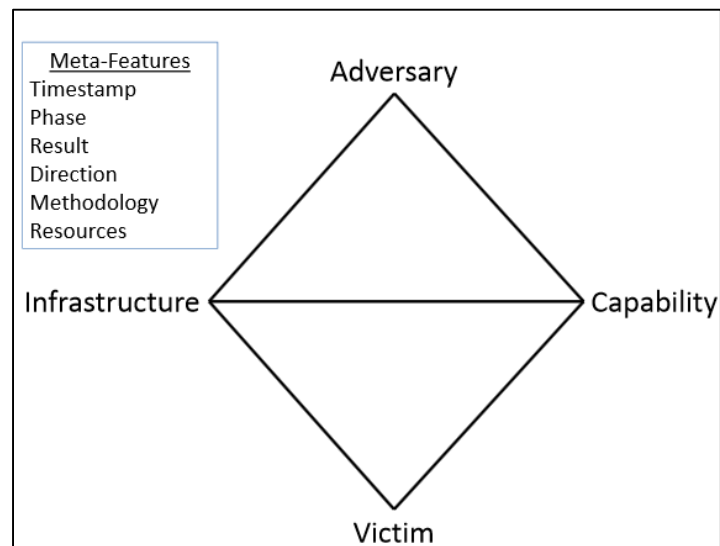 Meta-Features
Timestamp
Phase
Result
Direction
Methodology
Resources
Adversary
Infrastructure
Capability
Victim